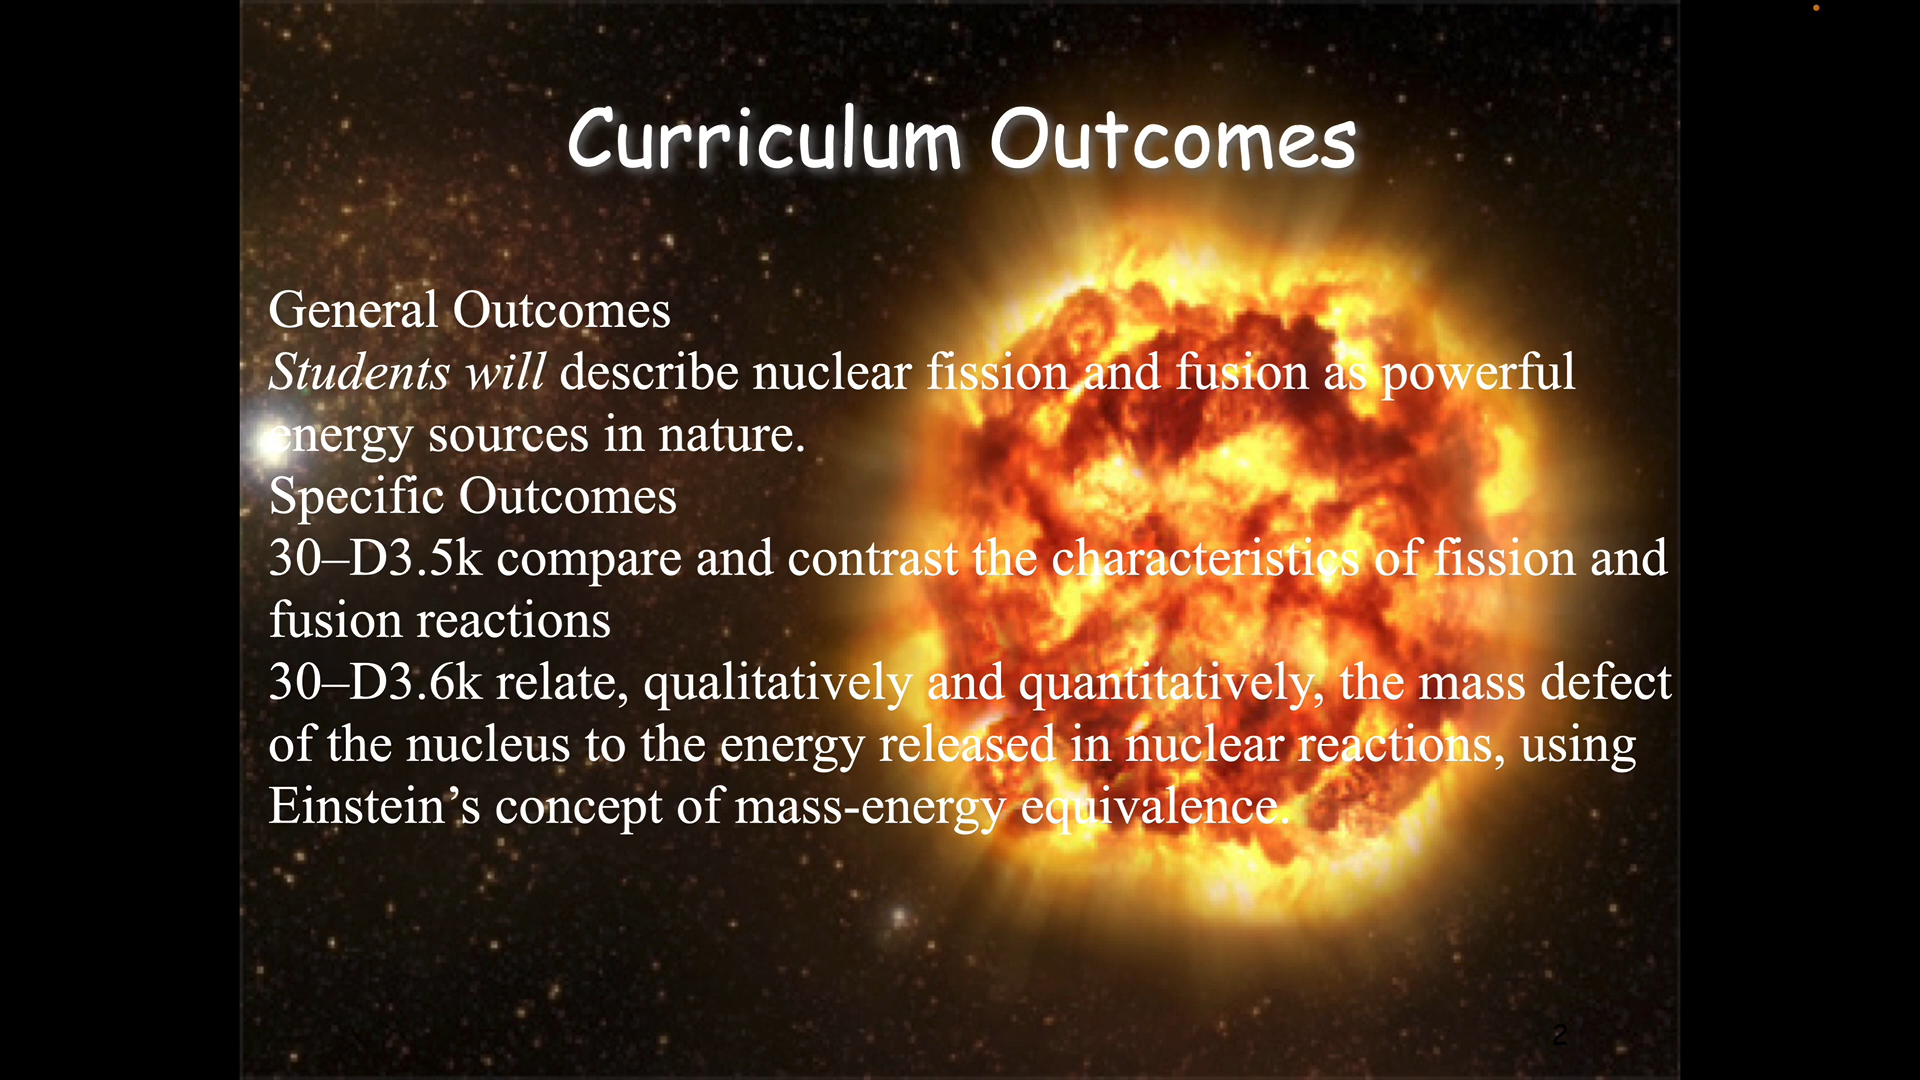 Curriculum Outcomes
General Outcomes
Students will describe nuclear fission and fusion as powerful
energy sources in nature.
Specific Outcomes
30–D3.5k compare and contrast the characteristics of fission and
fusion reactions
30–D3.6k relate, qualitatively and quantitatively, the mass defect
of the nucleus to the energy released in nuclear reactions, using
Einstein’s concept of mass-energy equivalence.
2